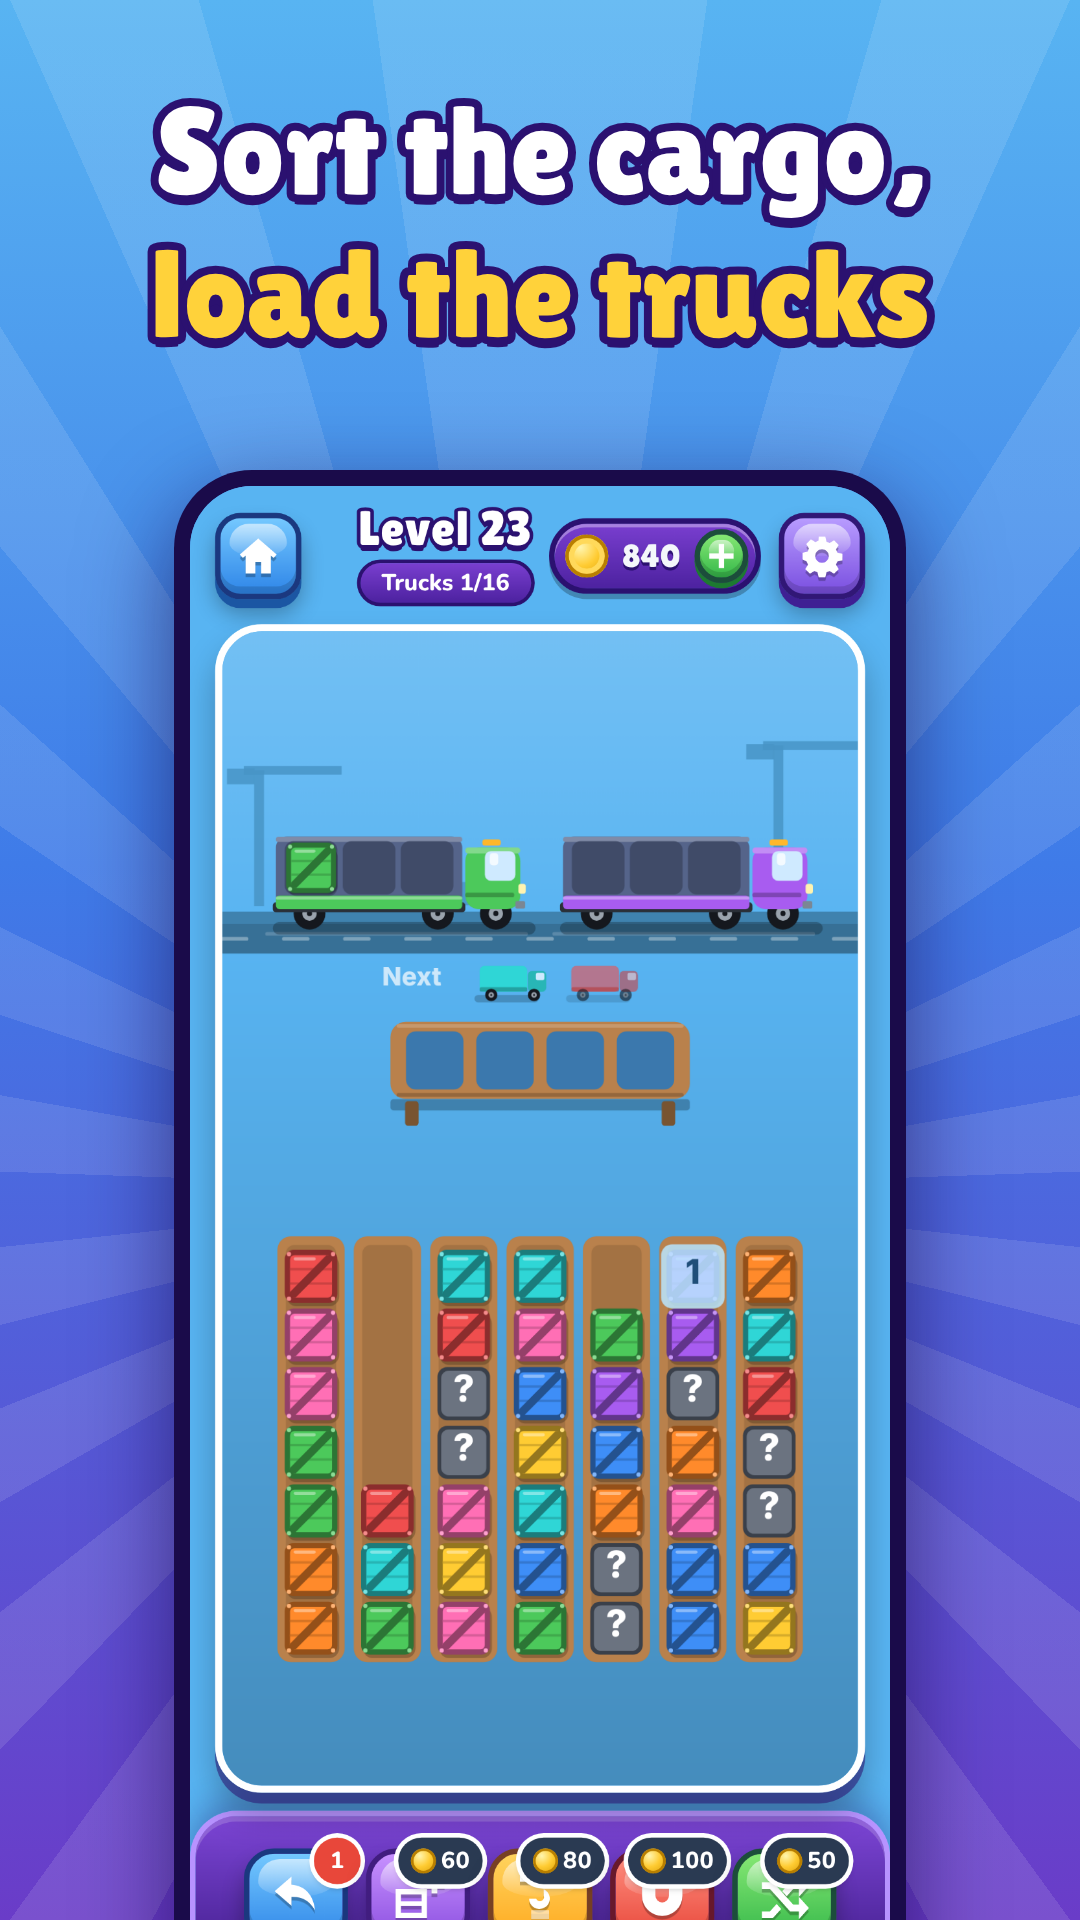 Sort the cargo,
load the trucks
Level 23
Trucks 1/16
840
Next
1
?
?
?
?
?
?
?
1
60
80
100
50